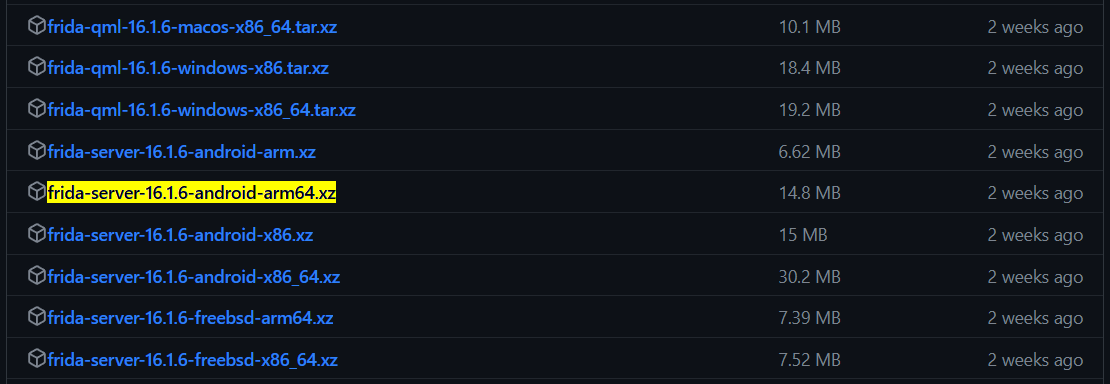 frida-qml-16.1.6-macos-x86_64.tar.xz 10.1 MB 2 weeks ago
frida-qml-16.1.6-windows-x86.tar.xz 18.4 MB 2 weeks ago
frida-qml-16.1.6-windows-x86_64.tar.xz 19.2 MB 2 weeks ago
frida-server-16.1.6-android-arm.xz 6.62 MB 2 weeks ago
frida-server-16.1.6-android-arm64.xz 14.8 MB 2 weeks ago
frida-server-16.1.6-android-x86.xz 15 MB 2 weeks ago
frida-server-16.1.6-android-x86_64.xz 30.2 MB 2 weeks ago
frida-server-16.1.6-freebsd-arm64.xz 7.39 MB 2 weeks ago
frida-server-16.1.6-freebsd-x86_64.xz 7.52 MB 2 weeks ago